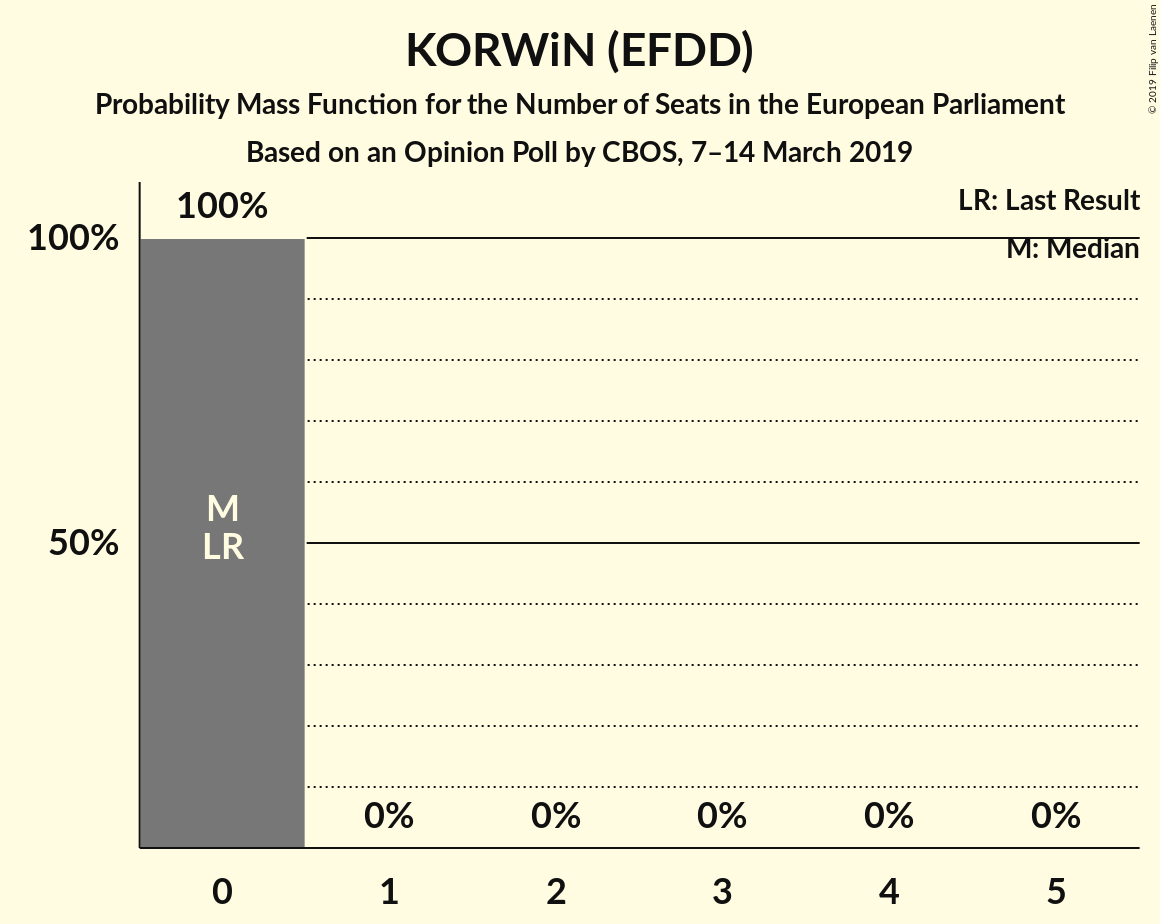 KORWiN (EFDD)
Probability Mass Function for the Number of Seats in the European Parliament
Based on an Opinion Poll by CBOS, 7–14 March 2019
© 2019 Filip van Laenen
LR: Last Result
M: Median
100%
100%
50%
M
LR
0% 0% 0% 0% 0%
0 1 2 3 4 5